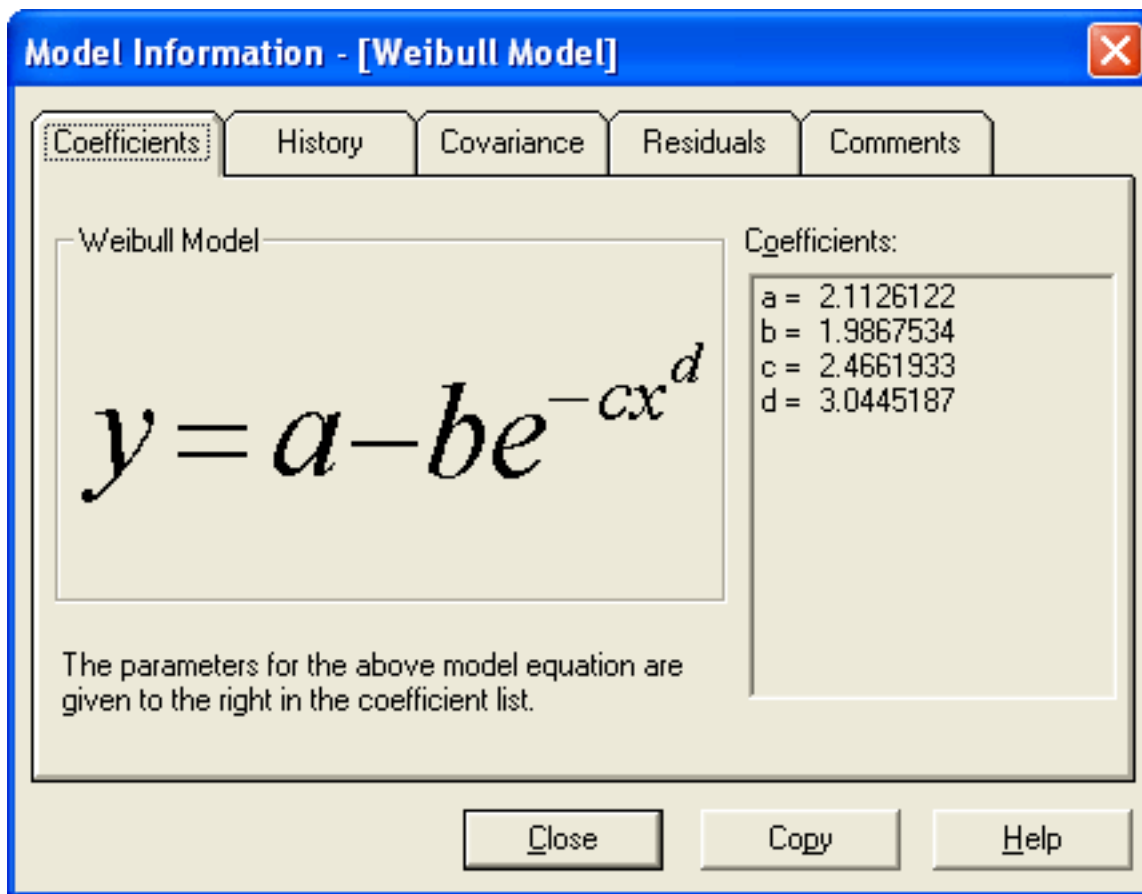 Model Information - [Weibull Model]
Coefficients History Covariance Residuals Comments
Weibull Model
y = a - be^{-cx^d}
The parameters for the above model equation are
given to the right in the coefficient list.
Coefficients:
a = 2.1126122
b = 1.9867534
c = 2.4661933
d = 3.0445187
Close Copy Help